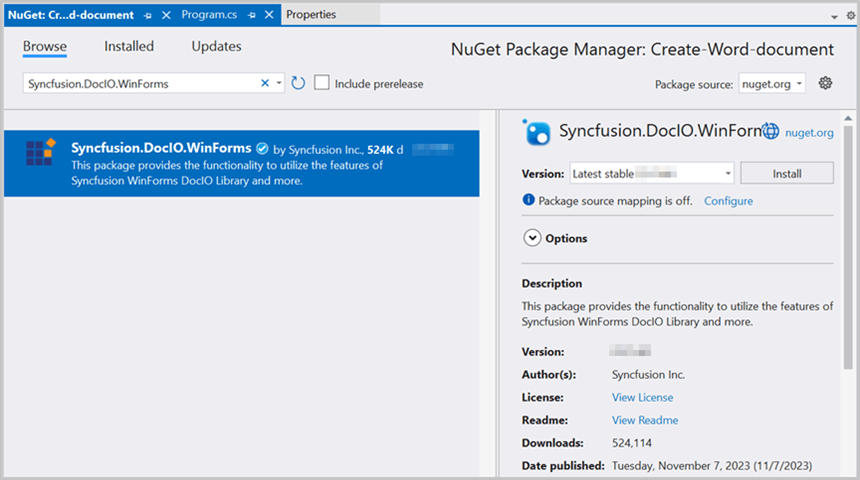 NuGet: Cr...d-document Program.cs Properties
Browse Installed Updates
NuGet Package Manager: Create-Word-document
Syncfusion.DocIO.WinForms
Include prerelease
Package source: nuget.org
Syncfusion.DocIO.WinForms by Syncfusion Inc., 524K d
This package provides the functionality to utilize the features of
Syncfusion WinForms DocIO Library and more.
Syncfusion.DocIO.WinForm nuget.org
Version: Latest stable Install
Package source mapping is off. Configure
Options
Description
This package provides the functionality to utilize the features of
Syncfusion WinForms DocIO Library and more.
Version:
Author(s): Syncfusion Inc.
License: View License
Readme: View Readme
Downloads: 524,114
Date published: Tuesday, November 7, 2023 (11/7/2023)